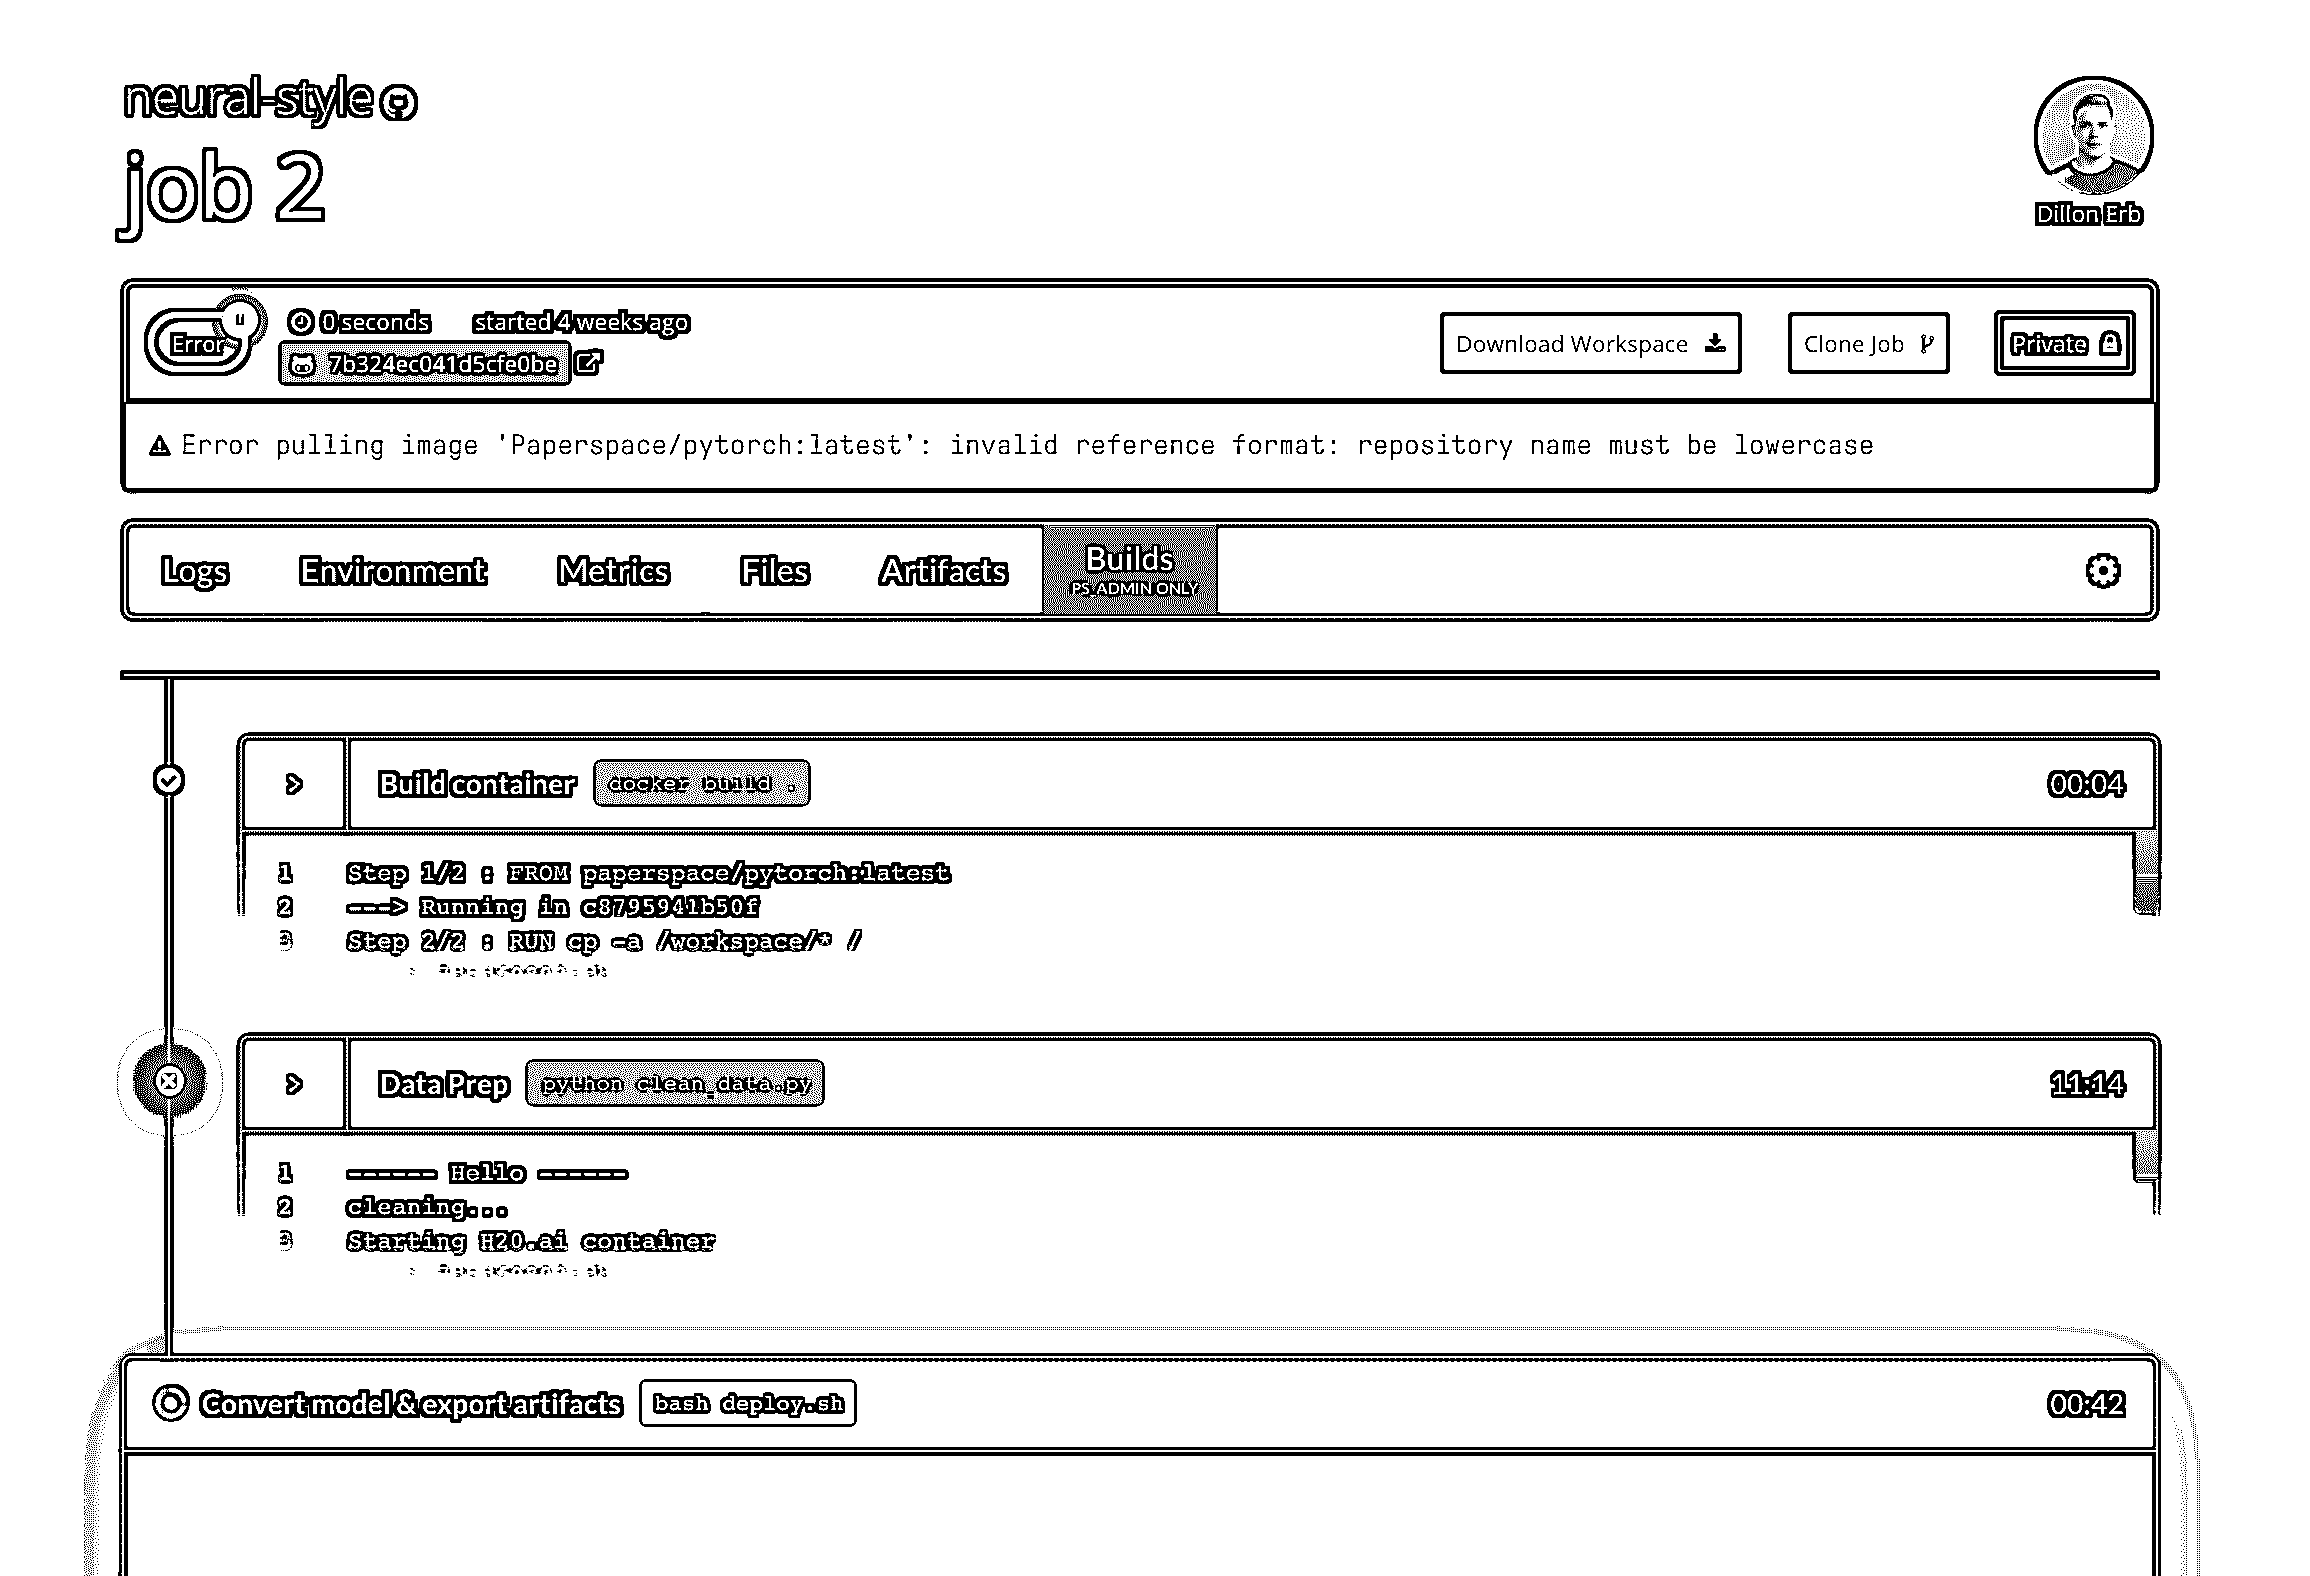 neural-style
job 2
Dillon Erb
Error
0 seconds started 4 weeks ago
7b324ec041d5cfe0be
Download Workspace
Clone Job
Private
Error pulling image 'Paperspace/pytorch:latest': invalid reference format: repository name must be lowercase
Logs Environment Metrics Files Artifacts Builds
PS_ADMIN ONLY
Build container docker build . 00:04
1 Step 1/2 : FROM paperspace/pytorch:latest
2 ---> Running in c8795941b50f
3 Step 2/2 : RUN cp -a /workspace/* /
Data Prep python clean_data.py 11:14
1 ------ Hello ------
2 cleaning...
3 Starting H2O.ai container
Convert model & export artifacts bash deploy.sh 00:42